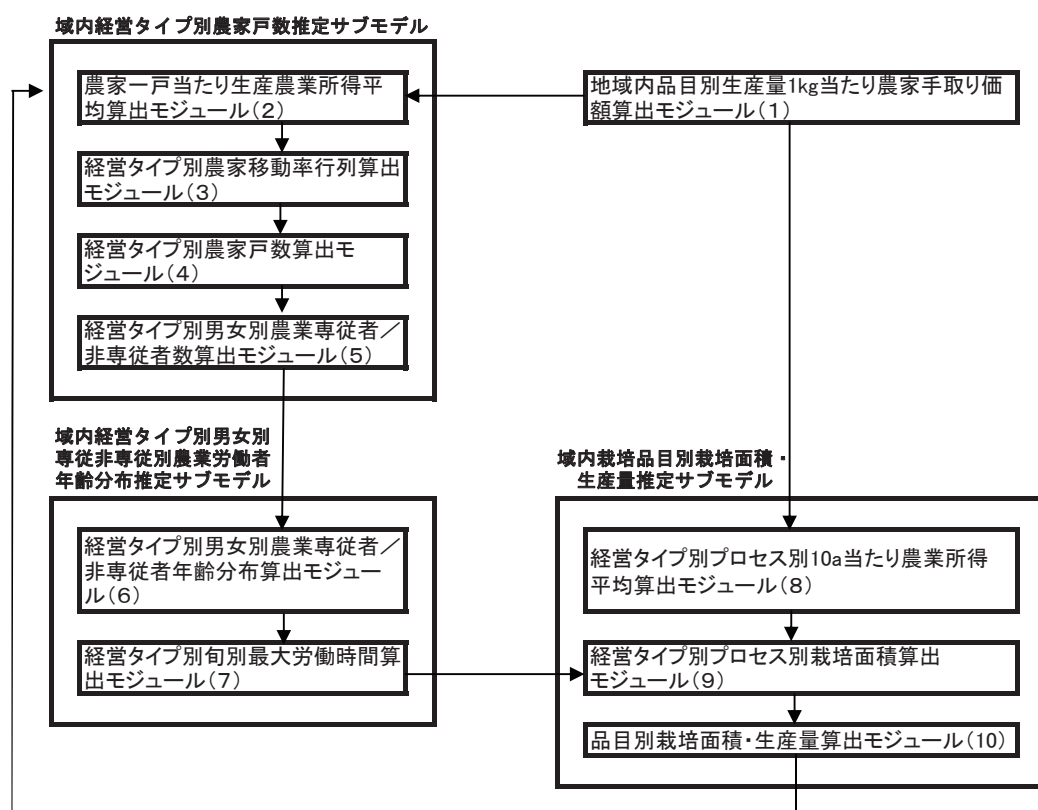 域内経営タイプ別農家戸数推定サブモデル
農家一戸当たり生産農業所得平
均算出モジュール(2)
経営タイプ別農家移動率行列算出
モジュール(3)
経営タイプ別農家戸数算出モ
ジュール(4)
経営タイプ別男女別農業専従者／
非専従者数算出モジュール(5)
地域内品目別生産量1kg当たり農家手取り価
額算出モジュール(1)
域内経営タイプ別男女別
専従非専従別農業労働者
年齢分布推定サブモデル
経営タイプ別男女別農業専従者／
非専従者年齢分布算出モジュー
ル(6)
経営タイプ別旬別最大労働時間算
出モジュール(7)
域内栽培品目別栽培面積・
生産量推定サブモデル
経営タイプ別プロセス別10a当たり農業所得
平均算出モジュール(8)
経営タイプ別プロセス別栽培面積算出
モジュール(9)
品目別栽培面積・生産量算出モジュール(10)